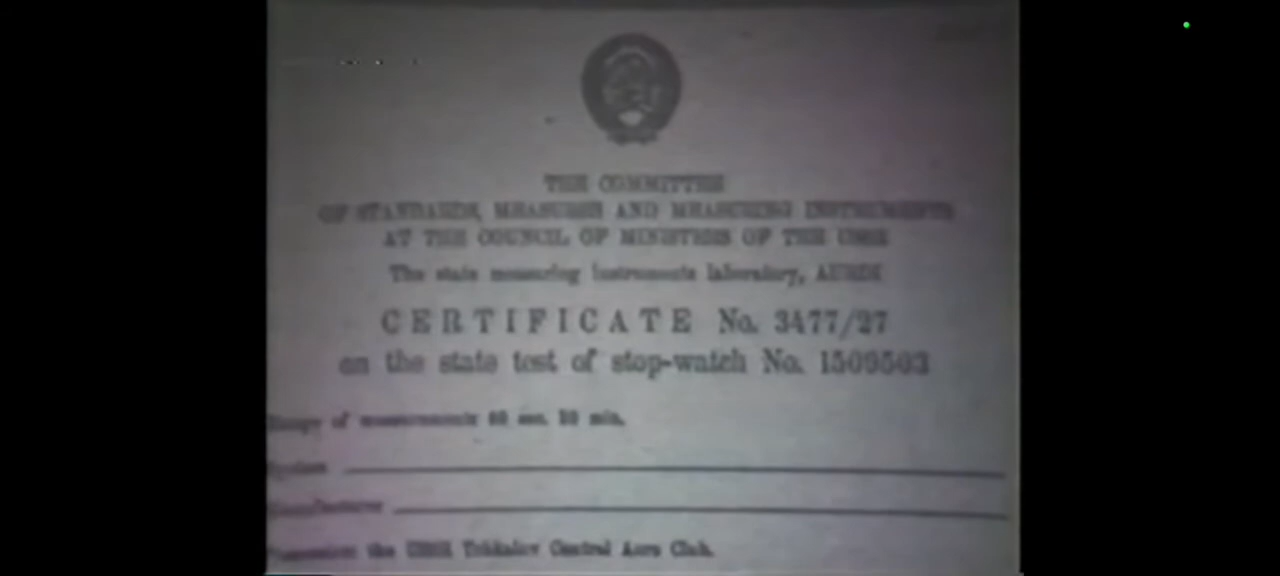 THE COMMITTEE
OF STANDARDS, MEASURES AND MEASURING INSTRUMENTS
AT THE COUNCIL OF MINISTERS OF THE USSR
The state measuring instruments laboratory,
CERTIFICATE No. 3477/27
on the state test of stop-watch No. 1509503
of measurements 60 sec. 30 min.
Manufacturer
the USSR Central Aero Club.